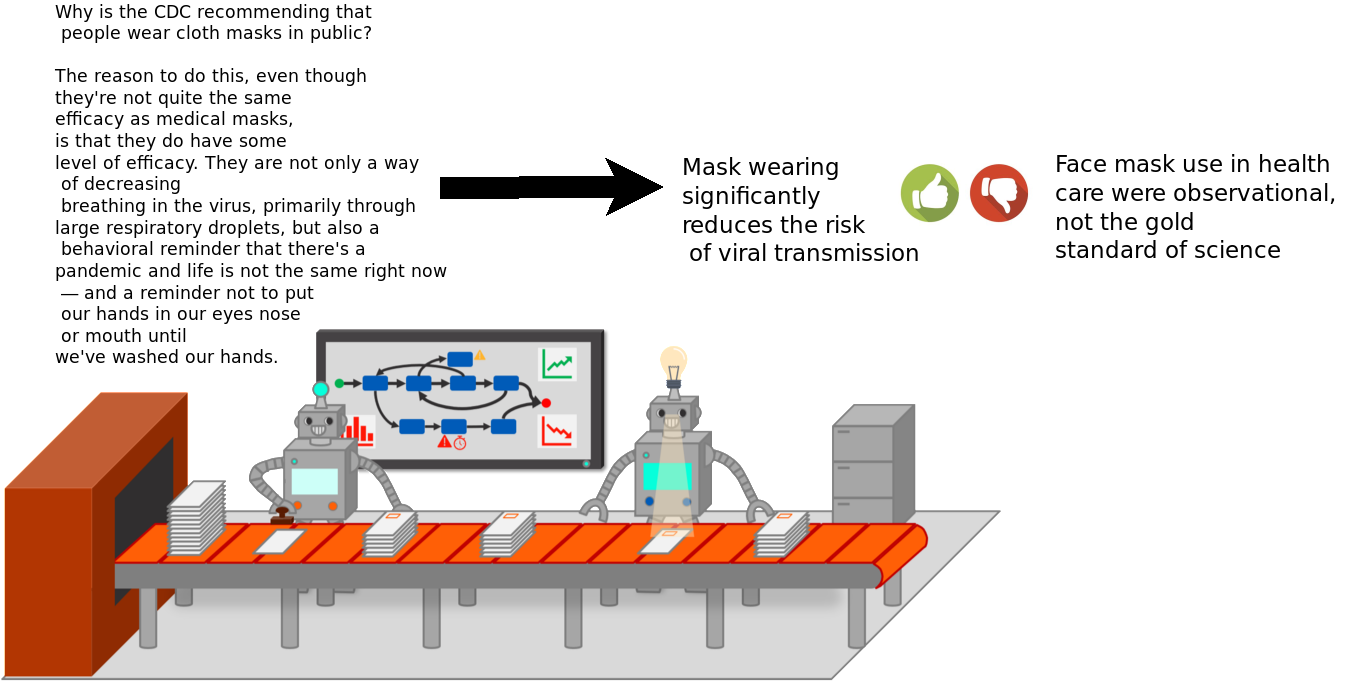 Why is the CDC recommending that
people wear cloth masks in public?
The reason to do this, even though
they're not quite the same
efficacy as medical masks,
is that they do have some
level of efficacy. They are not only a way
of decreasing
breathing in the virus, primarily through
large respiratory droplets, but also a
behavioral reminder that there's a
pandemic and life is not the same right now
— and a reminder not to put
our hands in our eyes nose
or mouth until
we've washed our hands.
Mask wearing
significantly
reduces the risk
of viral transmission
Face mask use in health
care were observational,
not the gold
standard of science